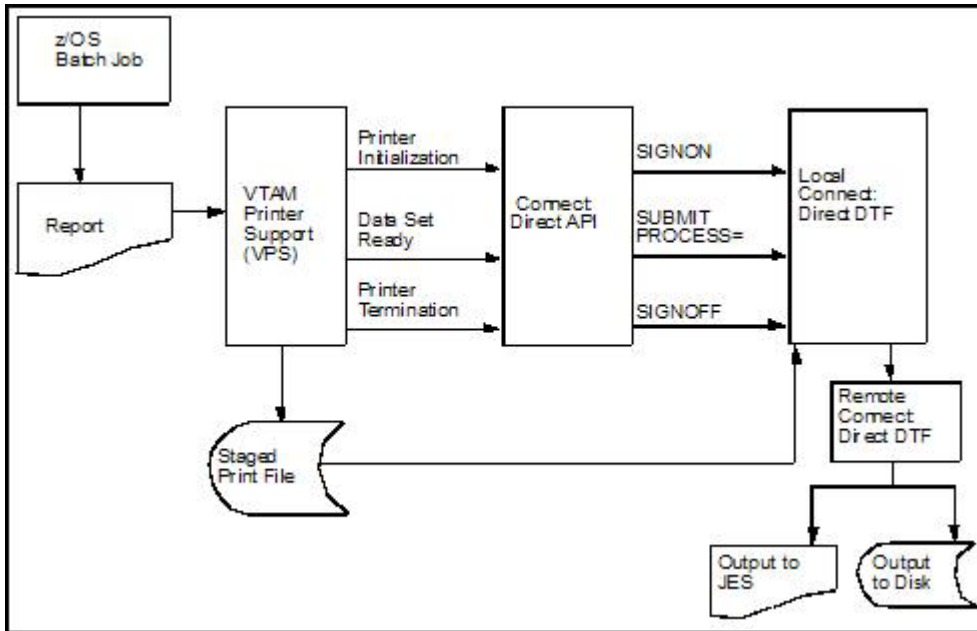 z/OS
Batch Job
Report
VTAM
Printer
Support
(VPS)
Printer
Initialization
Data Set
Ready
Printer
Termination
Connect:
Direct API
SIGNON
SUBMIT
PROCESS=
SIGNOFF
Local
Connect:
Direct DTF
Staged
Print File
Remote
Connect:
Direct DTF
Output to
JES
Output
to Disk